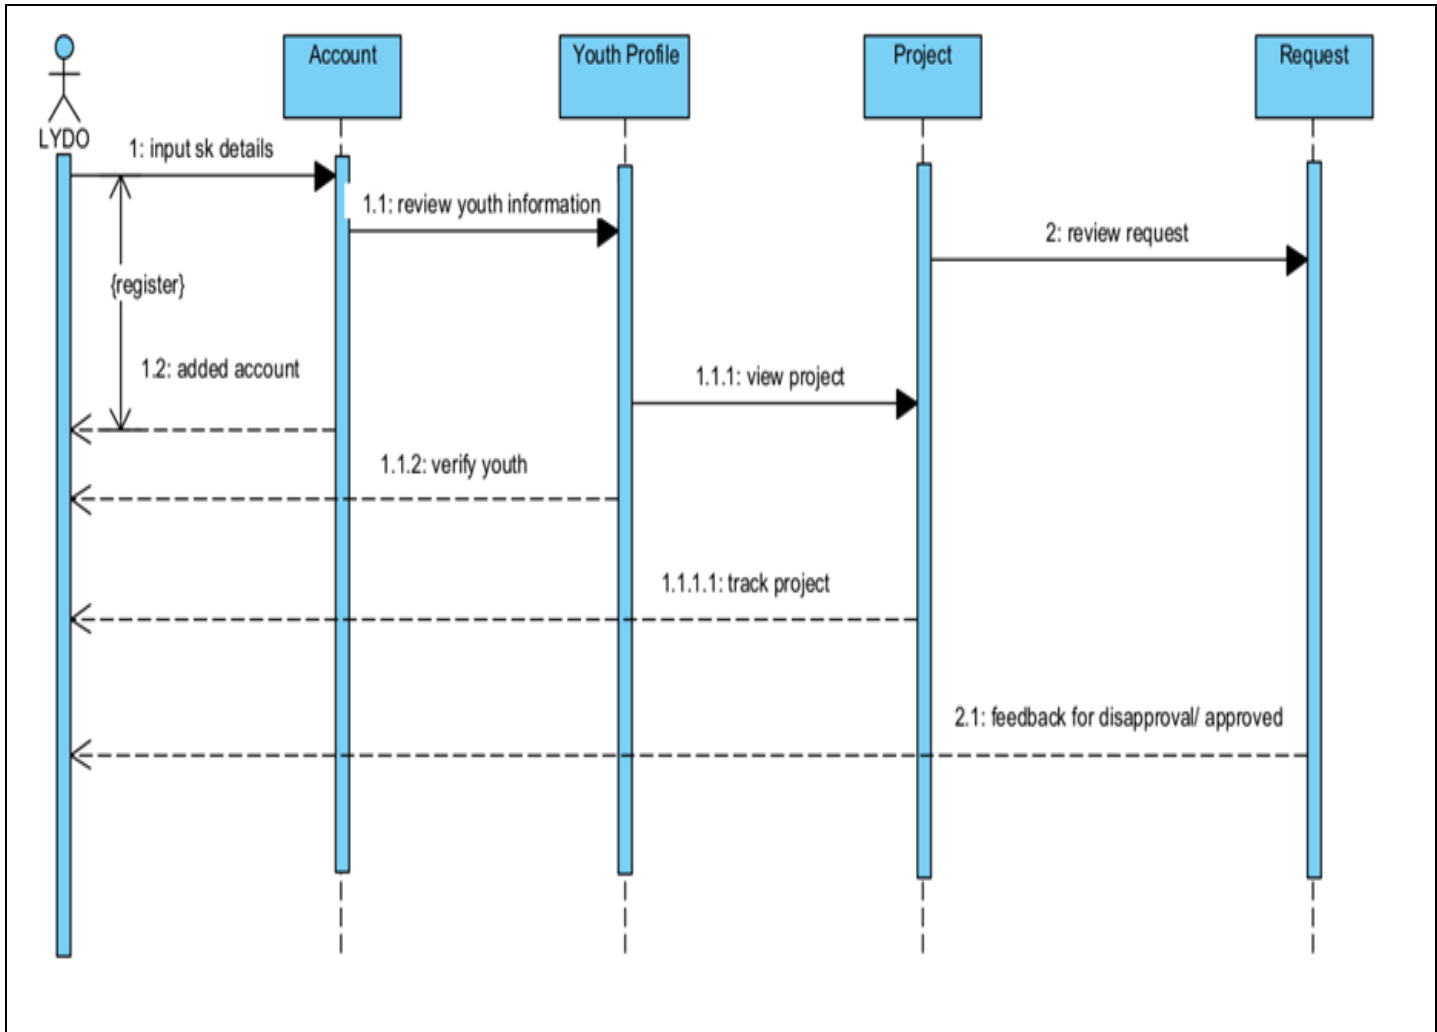 Account
Youth Profile
Project
Request
LYDO
1: input sk details
1.1: review youth information
2: review request
{register}
1.2: added account
1.1.1: view project
1.1.2: verify youth
1.1.1.1: track project
2.1: feedback for disapproval/ approved